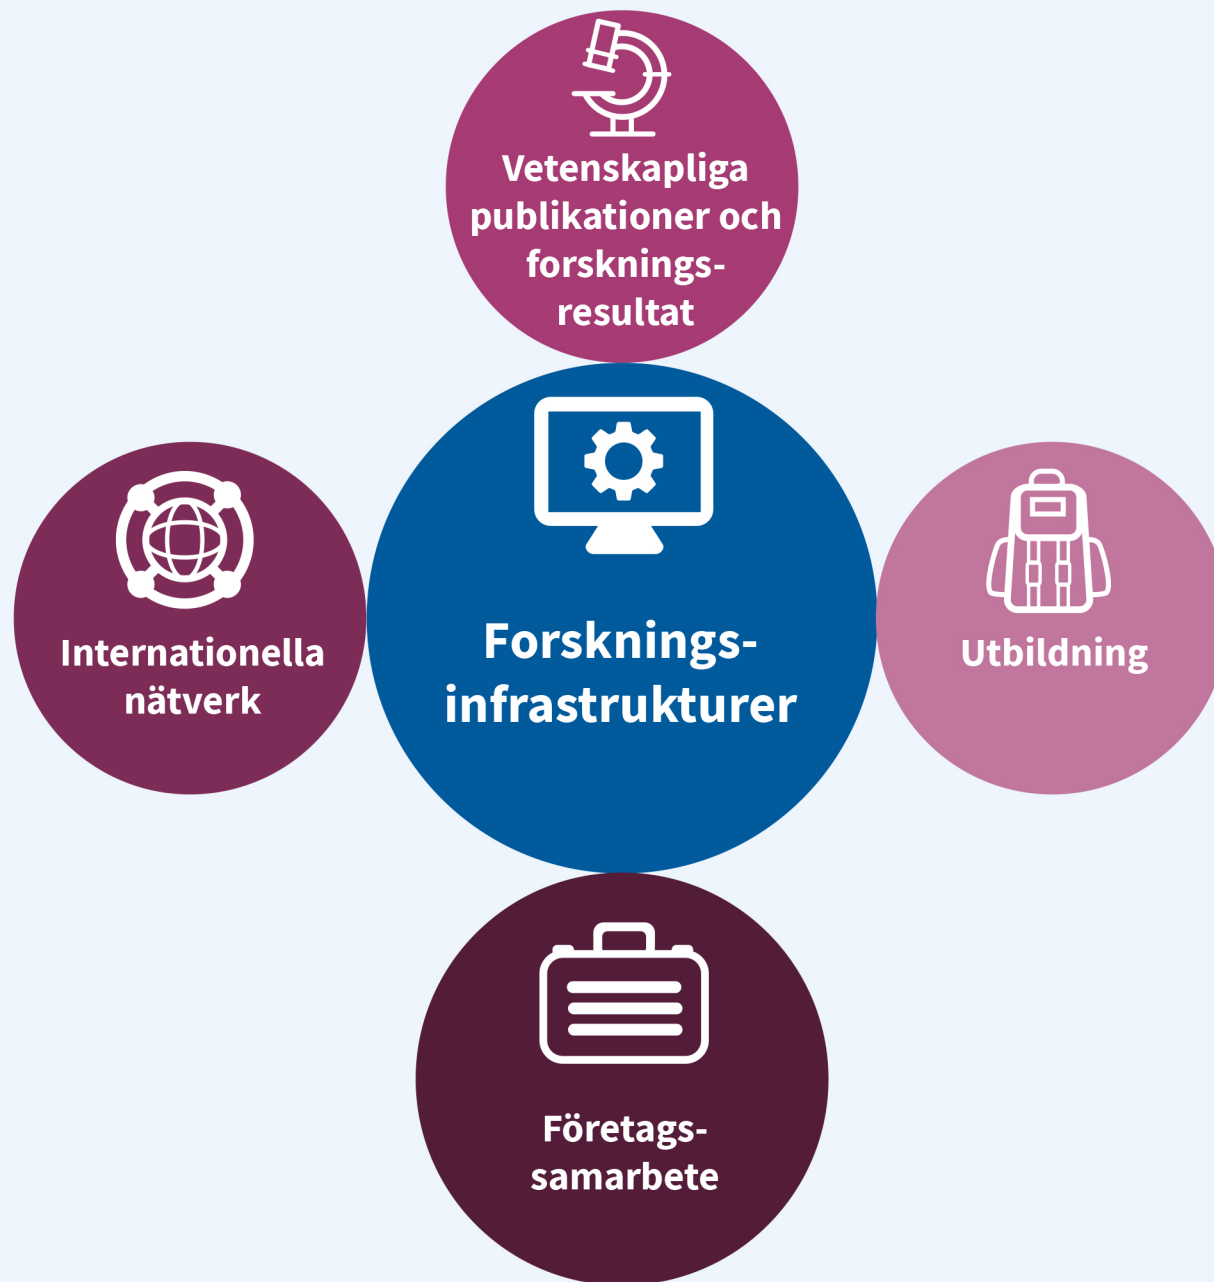 Vetenskapliga
publikationer och
forsknings-
resultat
Internationella
nätverk
Forsknings-
infrastrukturer
Utbildning
Företags-
samarbete